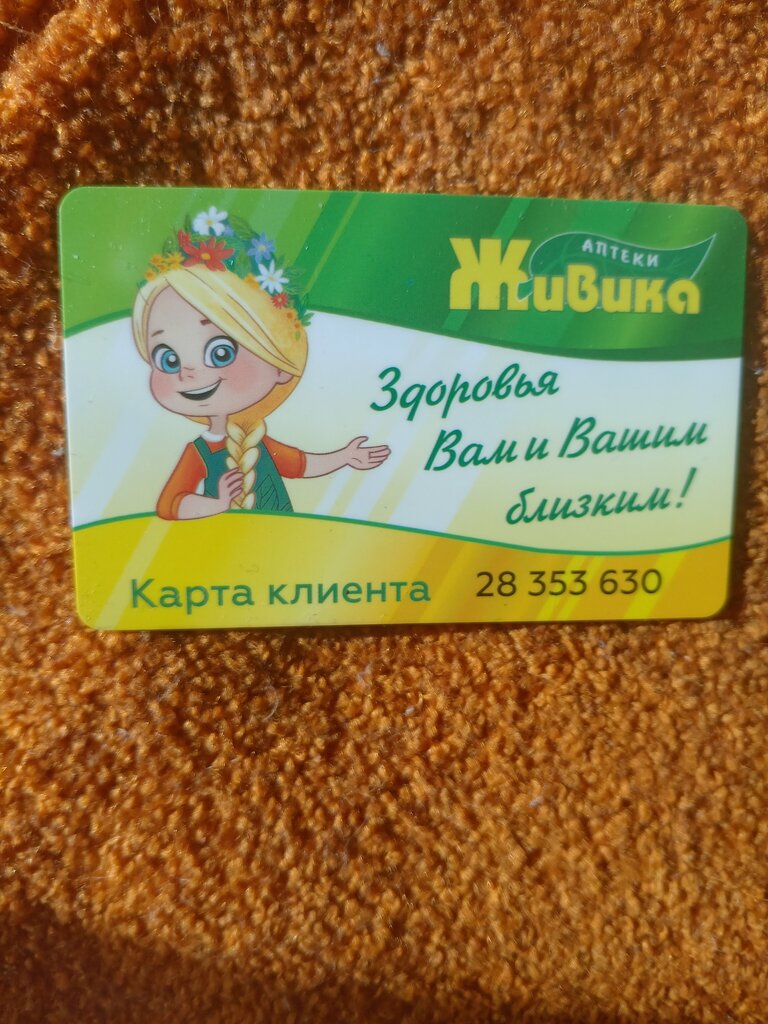 АПТЕКИ
Живика
Здоровья
Вам и Вашим
близким!
Карта клиента 28 353 630